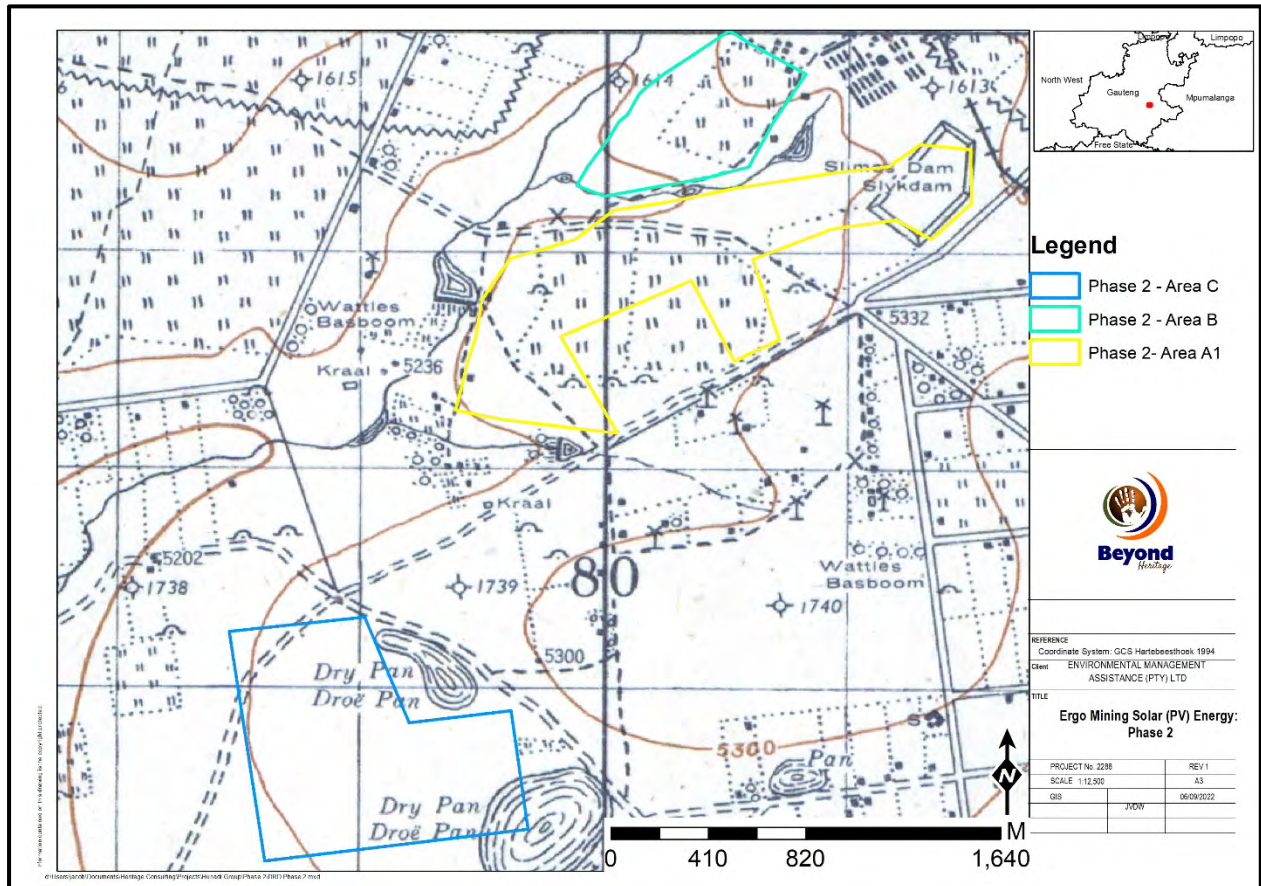 1615
1614
1613
Slimes Dam
Slykdam
Wattles
Basboom
Kraal
5236
5332
Kraal
5202
1738
1739
80
1740
Wattles
Basboom
5300
Dry Pan
Droë Pan
5300
Pan
Dry Pan
Droë Pan
N
M
0 410 820 1,640
Limpopo
North West
Gauteng
Mpumalanga
Free State
Legend
Phase 2 - Area C
Phase 2 - Area B
Phase 2- Area A1
Beyond
Heritage
REFERENCE
Coordinate System: GCS Hartebeesthoek 1994
Client ENVIRONMENTAL MANAGEMENT
ASSISTANCE (PTY) LTD
TITLE
Ergo Mining Solar (PV) Energy:
Phase 2
PROJECT No. 2288 REV 1
SCALE 1:12,500 A3
GIS JVDW 06/09/2022